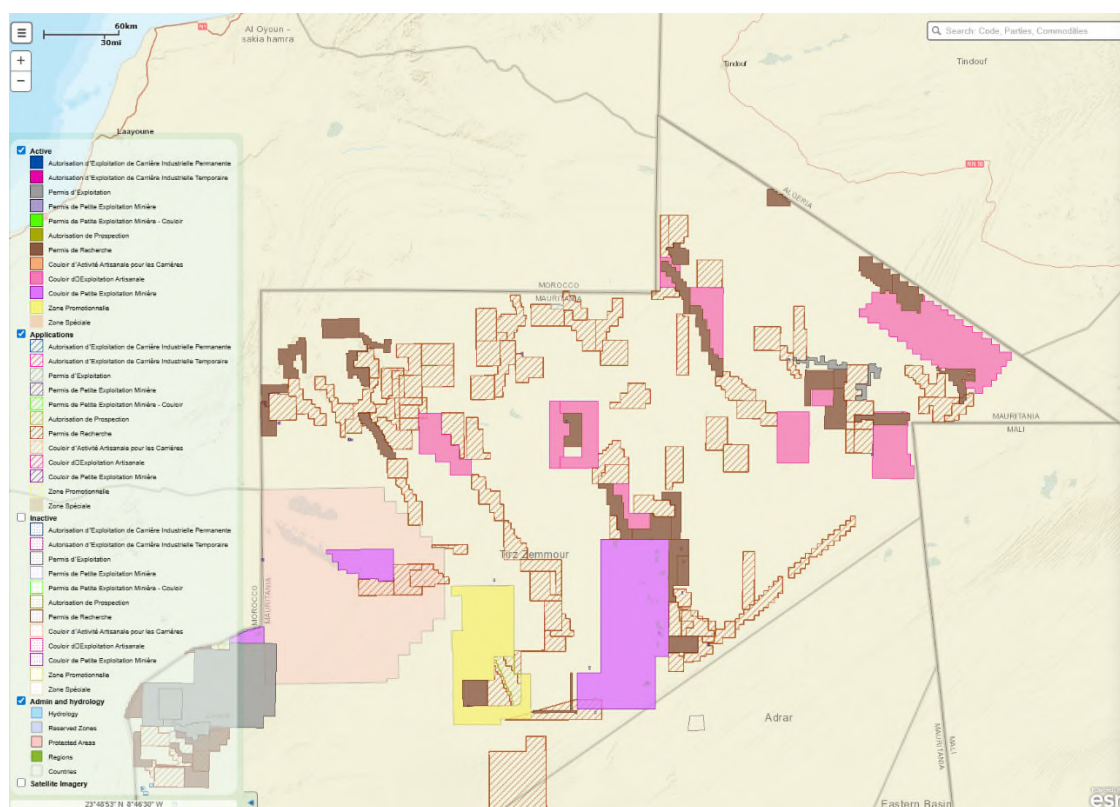 60km
30mi
N1
Al Oyoun -
sakia hamra
Search: Code, Parties, Commodities
Tindouf
Tindouf
Laayoune
Active
Autorisation d'Exploitation de Carrière Industrielle Permanente
Autorisation d'Exploitation de Carrière Industrielle Temporaire
Permis d'Exploitation
Permis de Petite Exploitation Minière
Permis de Petite Exploitation Minière - Couloir
Autorisation de Prospection
Permis de Recherche
Couloir d'Activité Artisanale pour les Carrières
Couloir d□Exploitation Artisanale
Couloir de Petite Exploitation Minière
Zone Promotionnelle
Zone Spéciale
Applications
Autorisation d'Exploitation de Carrière Industrielle Permanente
Autorisation d'Exploitation de Carrière Industrielle Temporaire
Permis d'Exploitation
Permis de Petite Exploitation Minière
Permis de Petite Exploitation Minière - Couloir
Autorisation de Prospection
Permis de Recherche
Couloir d'Activité Artisanale pour les Carrières
Couloir d□Exploitation Artisanale
Couloir de Petite Exploitation Minière
Zone Promotionnelle
Zone Spéciale
Inactive
Autorisation d'Exploitation de Carrière Industrielle Permanente
Autorisation d'Exploitation de Carrière Industrielle Temporaire
Permis d'Exploitation
Permis de Petite Exploitation Minière
Permis de Petite Exploitation Minière - Couloir
Autorisation de Prospection
Permis de Recherche
Couloir d'Activité Artisanale pour les Carrières
Couloir d□Exploitation Artisanale
Couloir de Petite Exploitation Minière
Zone Promotionnelle
Zone Spéciale
Admin and hydrology
Hydrology
Reserved Zones
Protected Areas
Regions
Countries
Satellite Imagery
23°48'53" N 8°46'30" W
ALGERIA
MOROCCO
MAURITANIA
MAURITANIA
MALI
MOROCCO
MAURITANIA
Tirz Zemmour
Adrar
MALI
MAURITANIA
Eastern Basin
esri